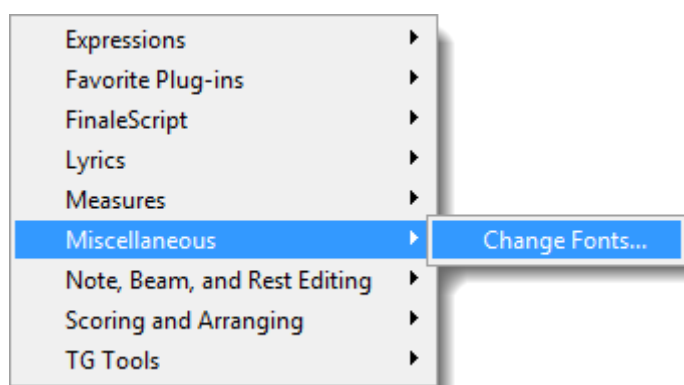 Expressions
Favorite Plug-ins
FinaleScript
Lyrics
Measures
Miscellaneous
Change Fonts...
Note, Beam, and Rest Editing
Scoring and Arranging
TG Tools